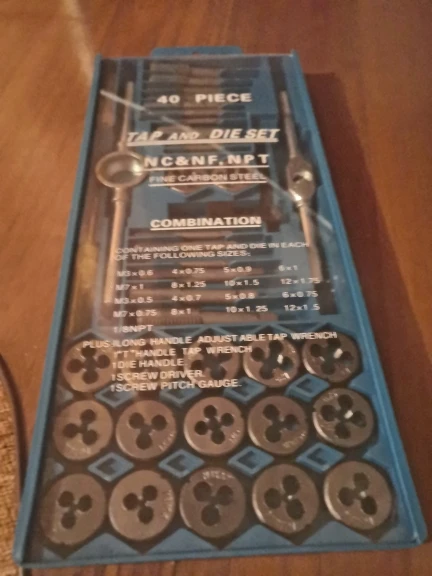 40 PIECE
TAP AND DIE SET
NC&NF, NPT
FINE CARBON STEEL
COMBINATION
CONTAINING ONE TAP AND DIE IN EACH
OF THE FOLLOWING SIZES:
M3×0.6 4×0.75 5×0.9 6×1
M7×1 8×1.25 10×1.5 12×1.75
M3×0.5 4×0.7 5×0.8 6×0.75
M7×0.75 8×1 10×1.25 12×1.5
1/8NPT
PLUS 1LONG HANDLE ADJUSTABLE TAP WRENCH
1"T"HANDLE TAP WRENCH
1DIE HANDLE
1SCREW DRIVER.
1SCREW PITCH GAUGE.